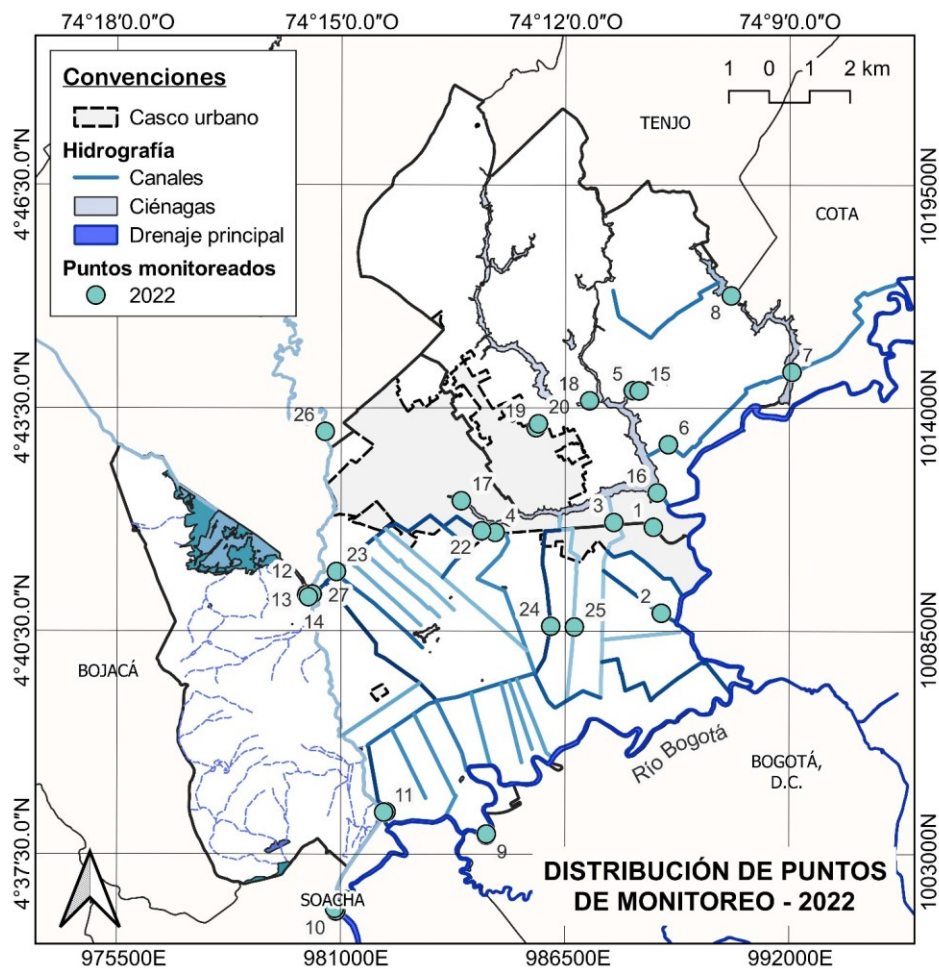 74°18.0'0"O 74°15.0'O 74°12.0'O 74°90.0"O
Convenciones
Casco urbano
Hidrografía
Canales
Ciénagas
Drenaje principal
Puntos monitoreados
2022
1 0 1 2 km
TENJO
COTA
4°46'30.0"N
1019500N
8
7
5 15
18
20
19
26
6
4°43'30.0"N
1014000N
17
16
3 1
4
22
23
12
13
27
14
24 25
2
4°40'30.0"N
1008500N
BOJACÁ
Río Bogotá
BOGOTÁ,
D.C.
11
9
4°37'30.0"N
1003000N
SOACHA
10
DISTRIBUCIÓN DE PUNTOS
DE MONITOREO - 2022
975500E 981000E 986500E 992000E